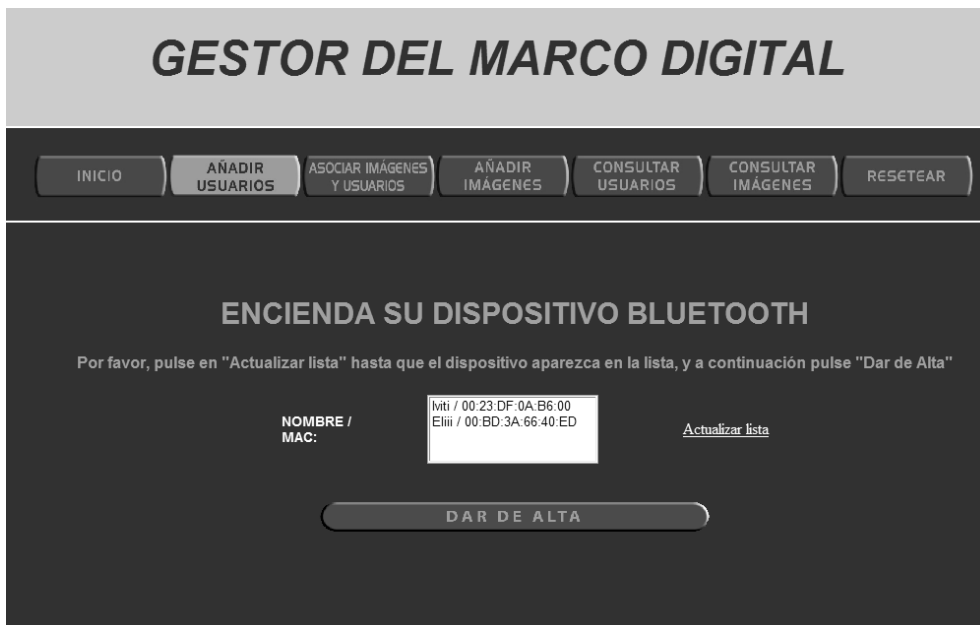 GESTOR DEL MARCO DIGITAL
INICIO
AÑADIR
USUARIOS
ASOCIAR IMÁGENES
Y USUARIOS
AÑADIR
IMÁGENES
CONSULTAR
USUARIOS
CONSULTAR
IMÁGENES
RESETEAR
ENCIENDA SU DISPOSITIVO BLUETOOTH
Por favor, pulse en "Actualizar lista" hasta que el dispositivo aparezca en la lista, y a continuación pulse "Dar de Alta"
NOMBRE /
MAC:
Iviti / 00:23:DF:0A:B6:00
Eliii / 00:BD:3A:66:40:ED
Actualizar lista
DAR DE ALTA